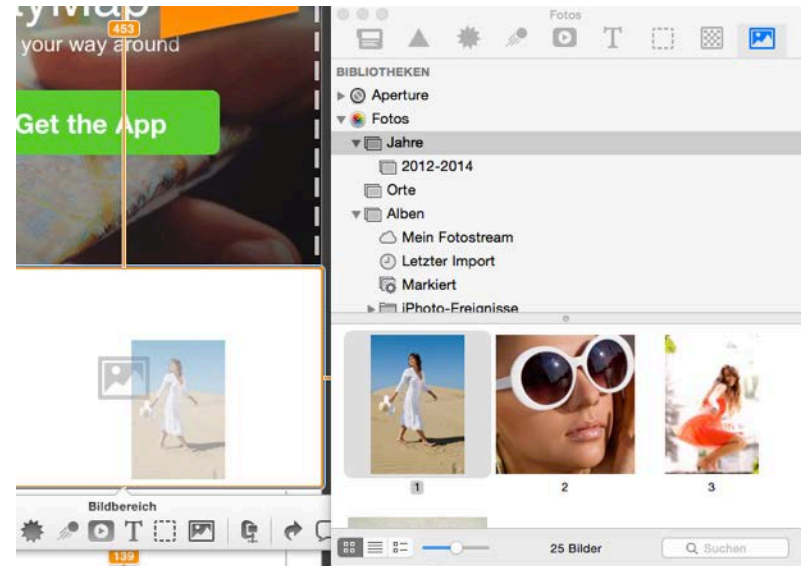 453
your way around
Get the App
Bildbereich
139
Fotos
T
BIBLIOTHEKEN
Aperture
Fotos
Jahre
2012-2014
Orte
Alben
Mein Fotostream
Letzter Import
Markiert
iPhoto-Ereignisse
1
2
3
25 Bilder
Suchen